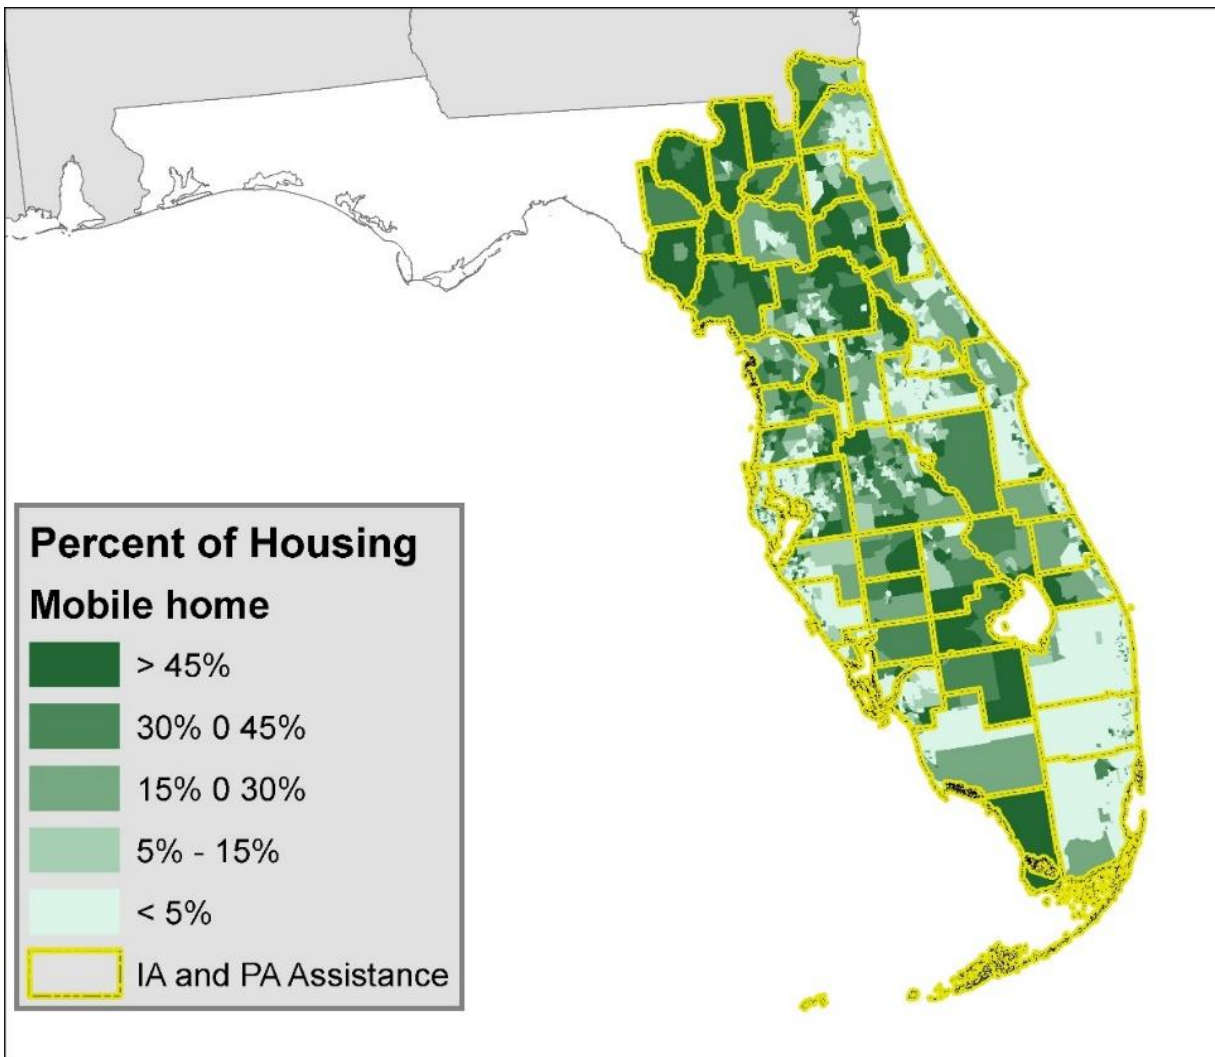 Percent of Housing
Mobile home
> 45%
30% 0 45%
15% 0 30%
5% - 15%
< 5%
IA and PA Assistance